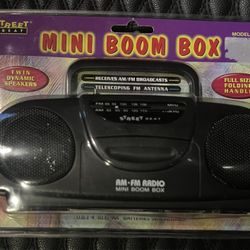 STREET
BEAT
MINI BOOM BOX
MODEL
TWIN
DYNAMIC
SPEAKERS
RECEIVES AM/FM BROADCASTS
TELESCOPING FM ANTENNA
FULL SIZE
FOLDING
HANDLE
STREET BEAT
AM-FM RADIO
MINI BOOM BOX